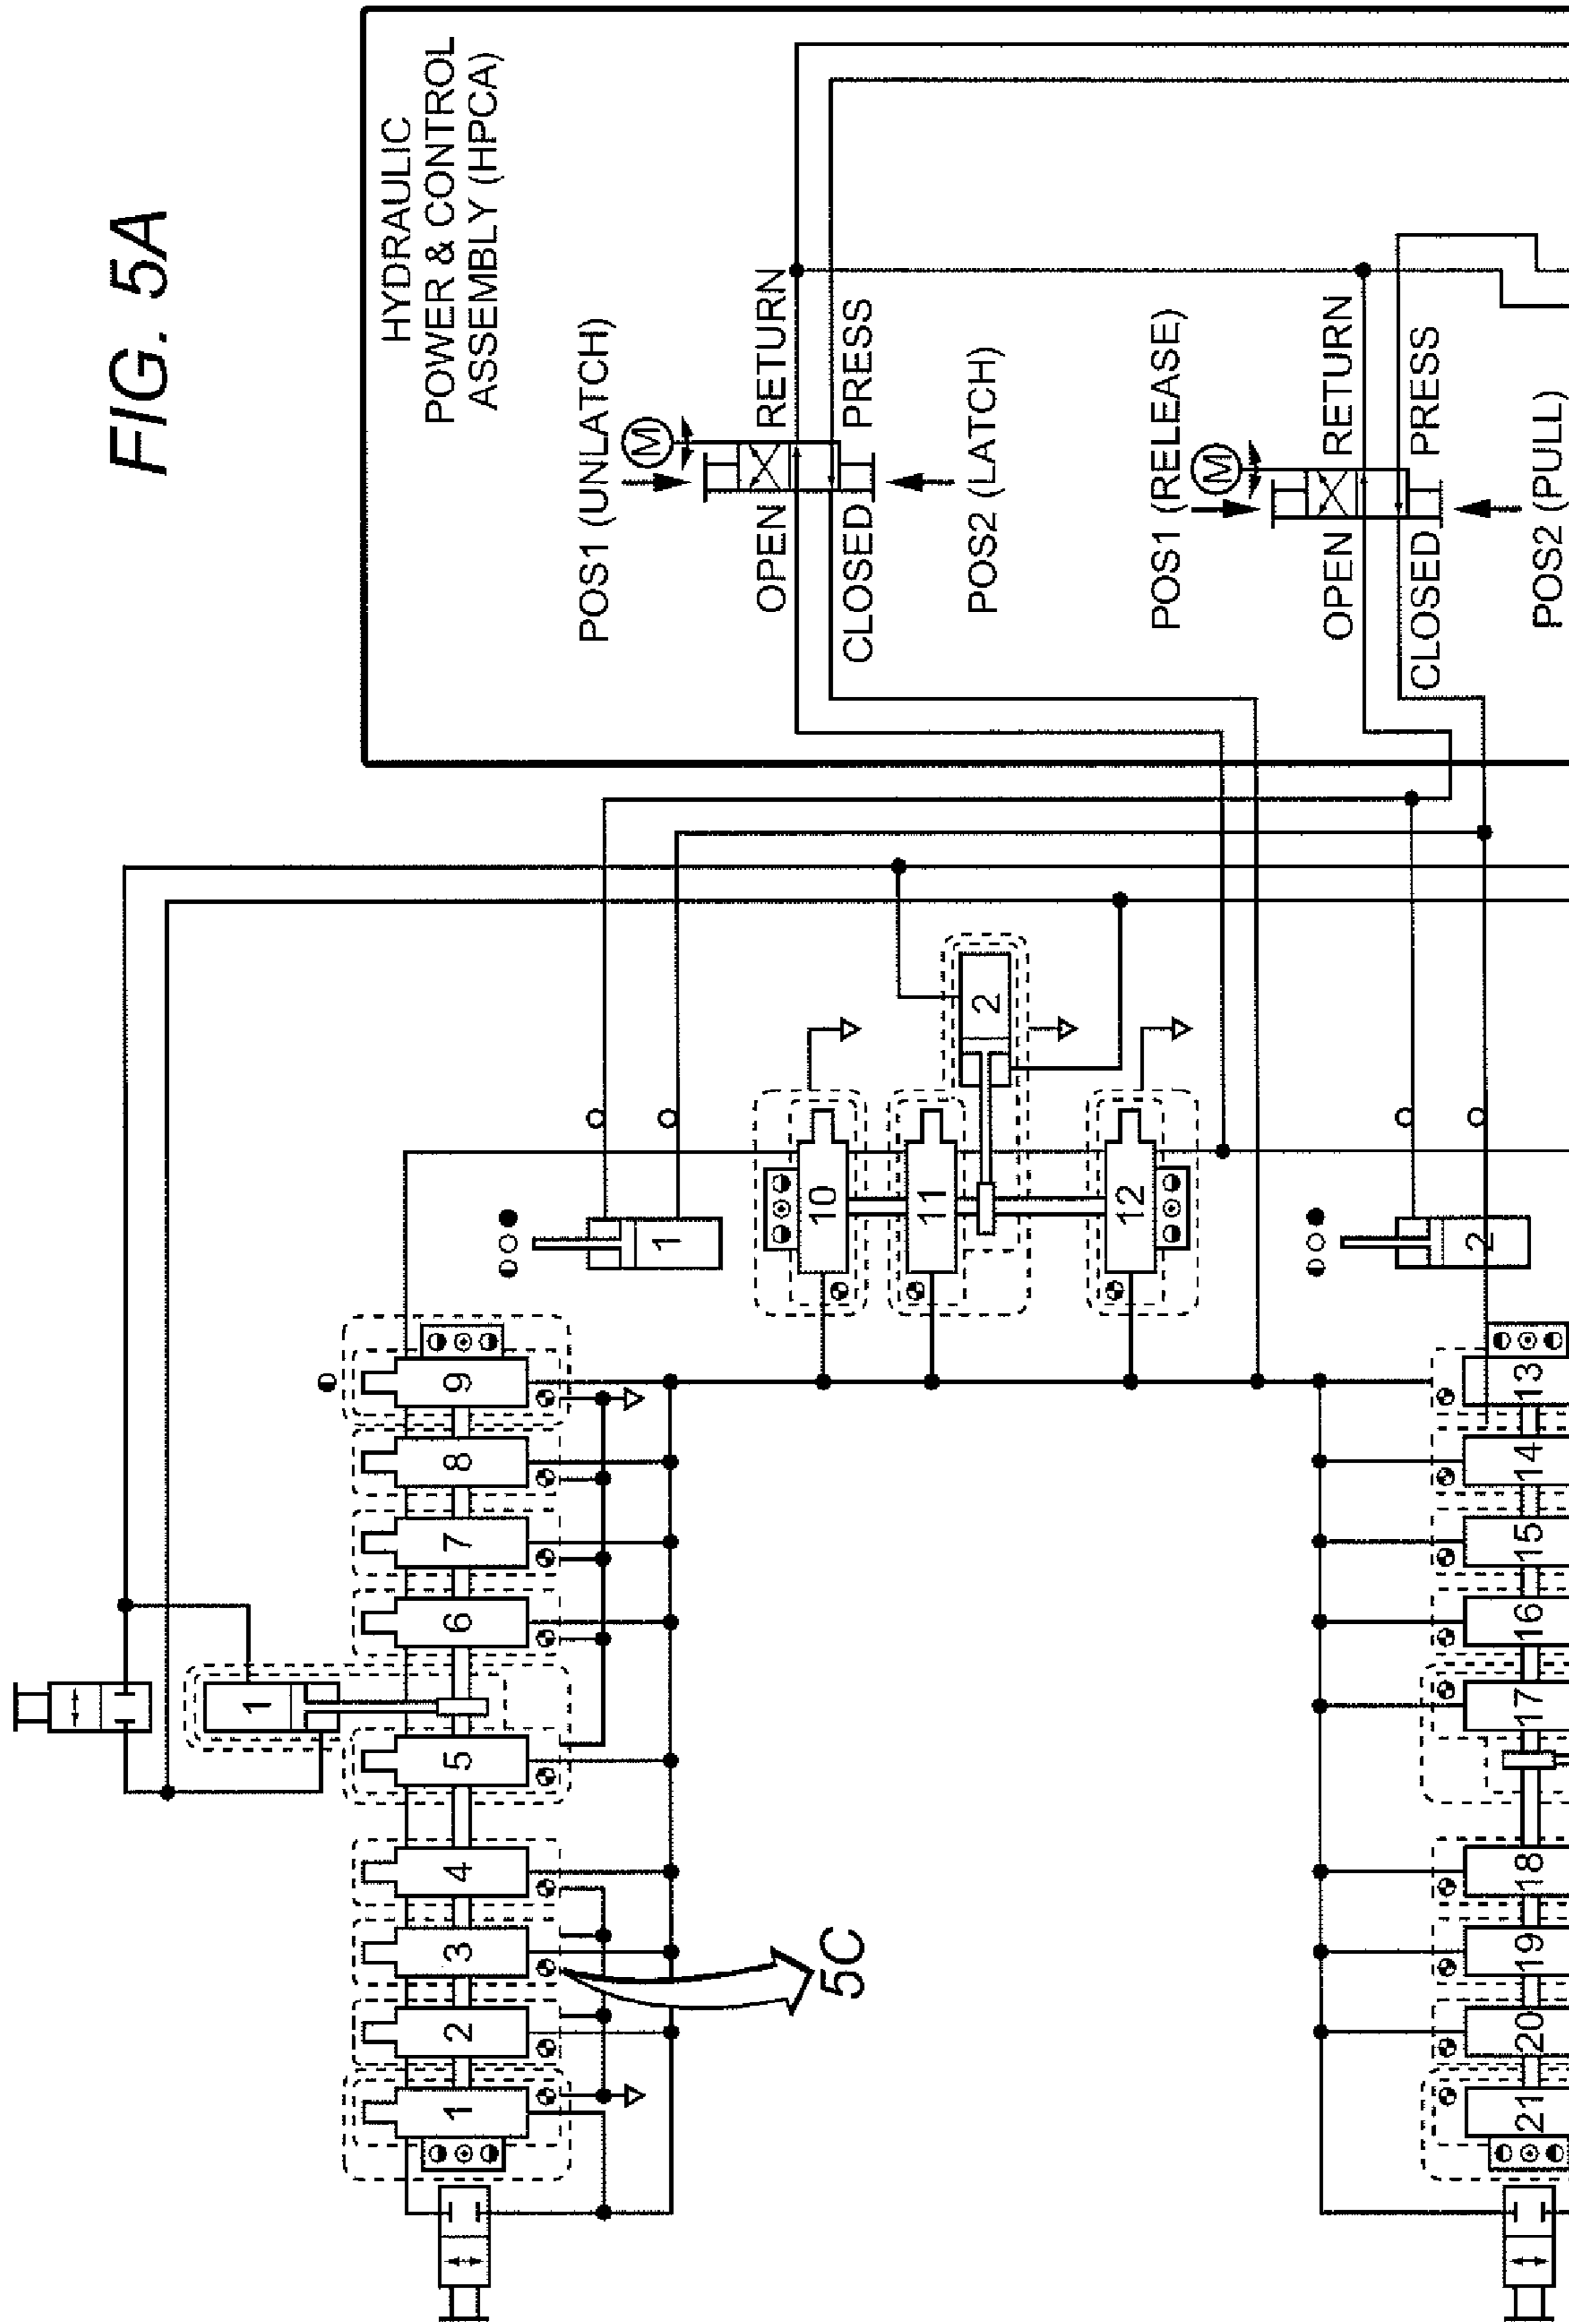 FIG. 5A
HYDRAULIC
POWER & CONTROL
ASSEMBLY (HPCA)
POS1 (UNLATCH)
M
OPEN
RETURN
CLOSED
PRESS
POS2 (LATCH)
POS1 (RELEASE)
M
OPEN
RETURN
CLOSED
PRESS
POS2 (PULL)
1
1
2
3
4
5
6
7
8
9
5C
1
10
11
12
2
2
13
14
15
16
17
18
19
20
21